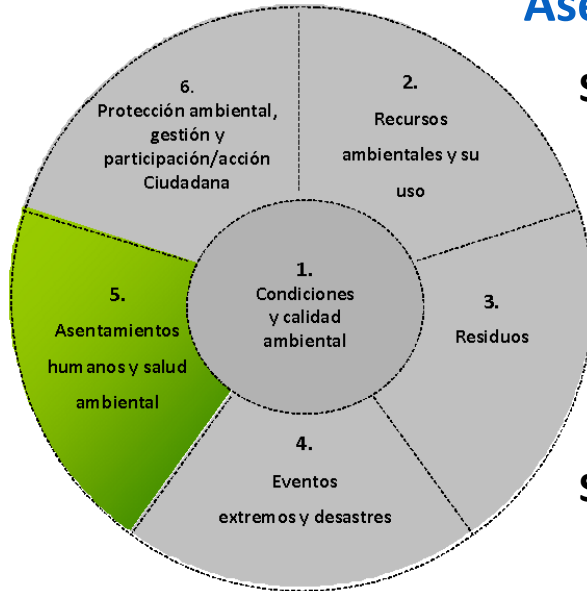 Ase
S
6.
Protección ambiental,
gestión y
participación/acción
Ciudadana
2.
Recursos
ambientales y su
uso
1.
Condiciones
y calidad
ambiental
3.
Residuos
5.
Asentamientos
humanos y salud
ambiental
4.
Eventos
extremos y desastres
S